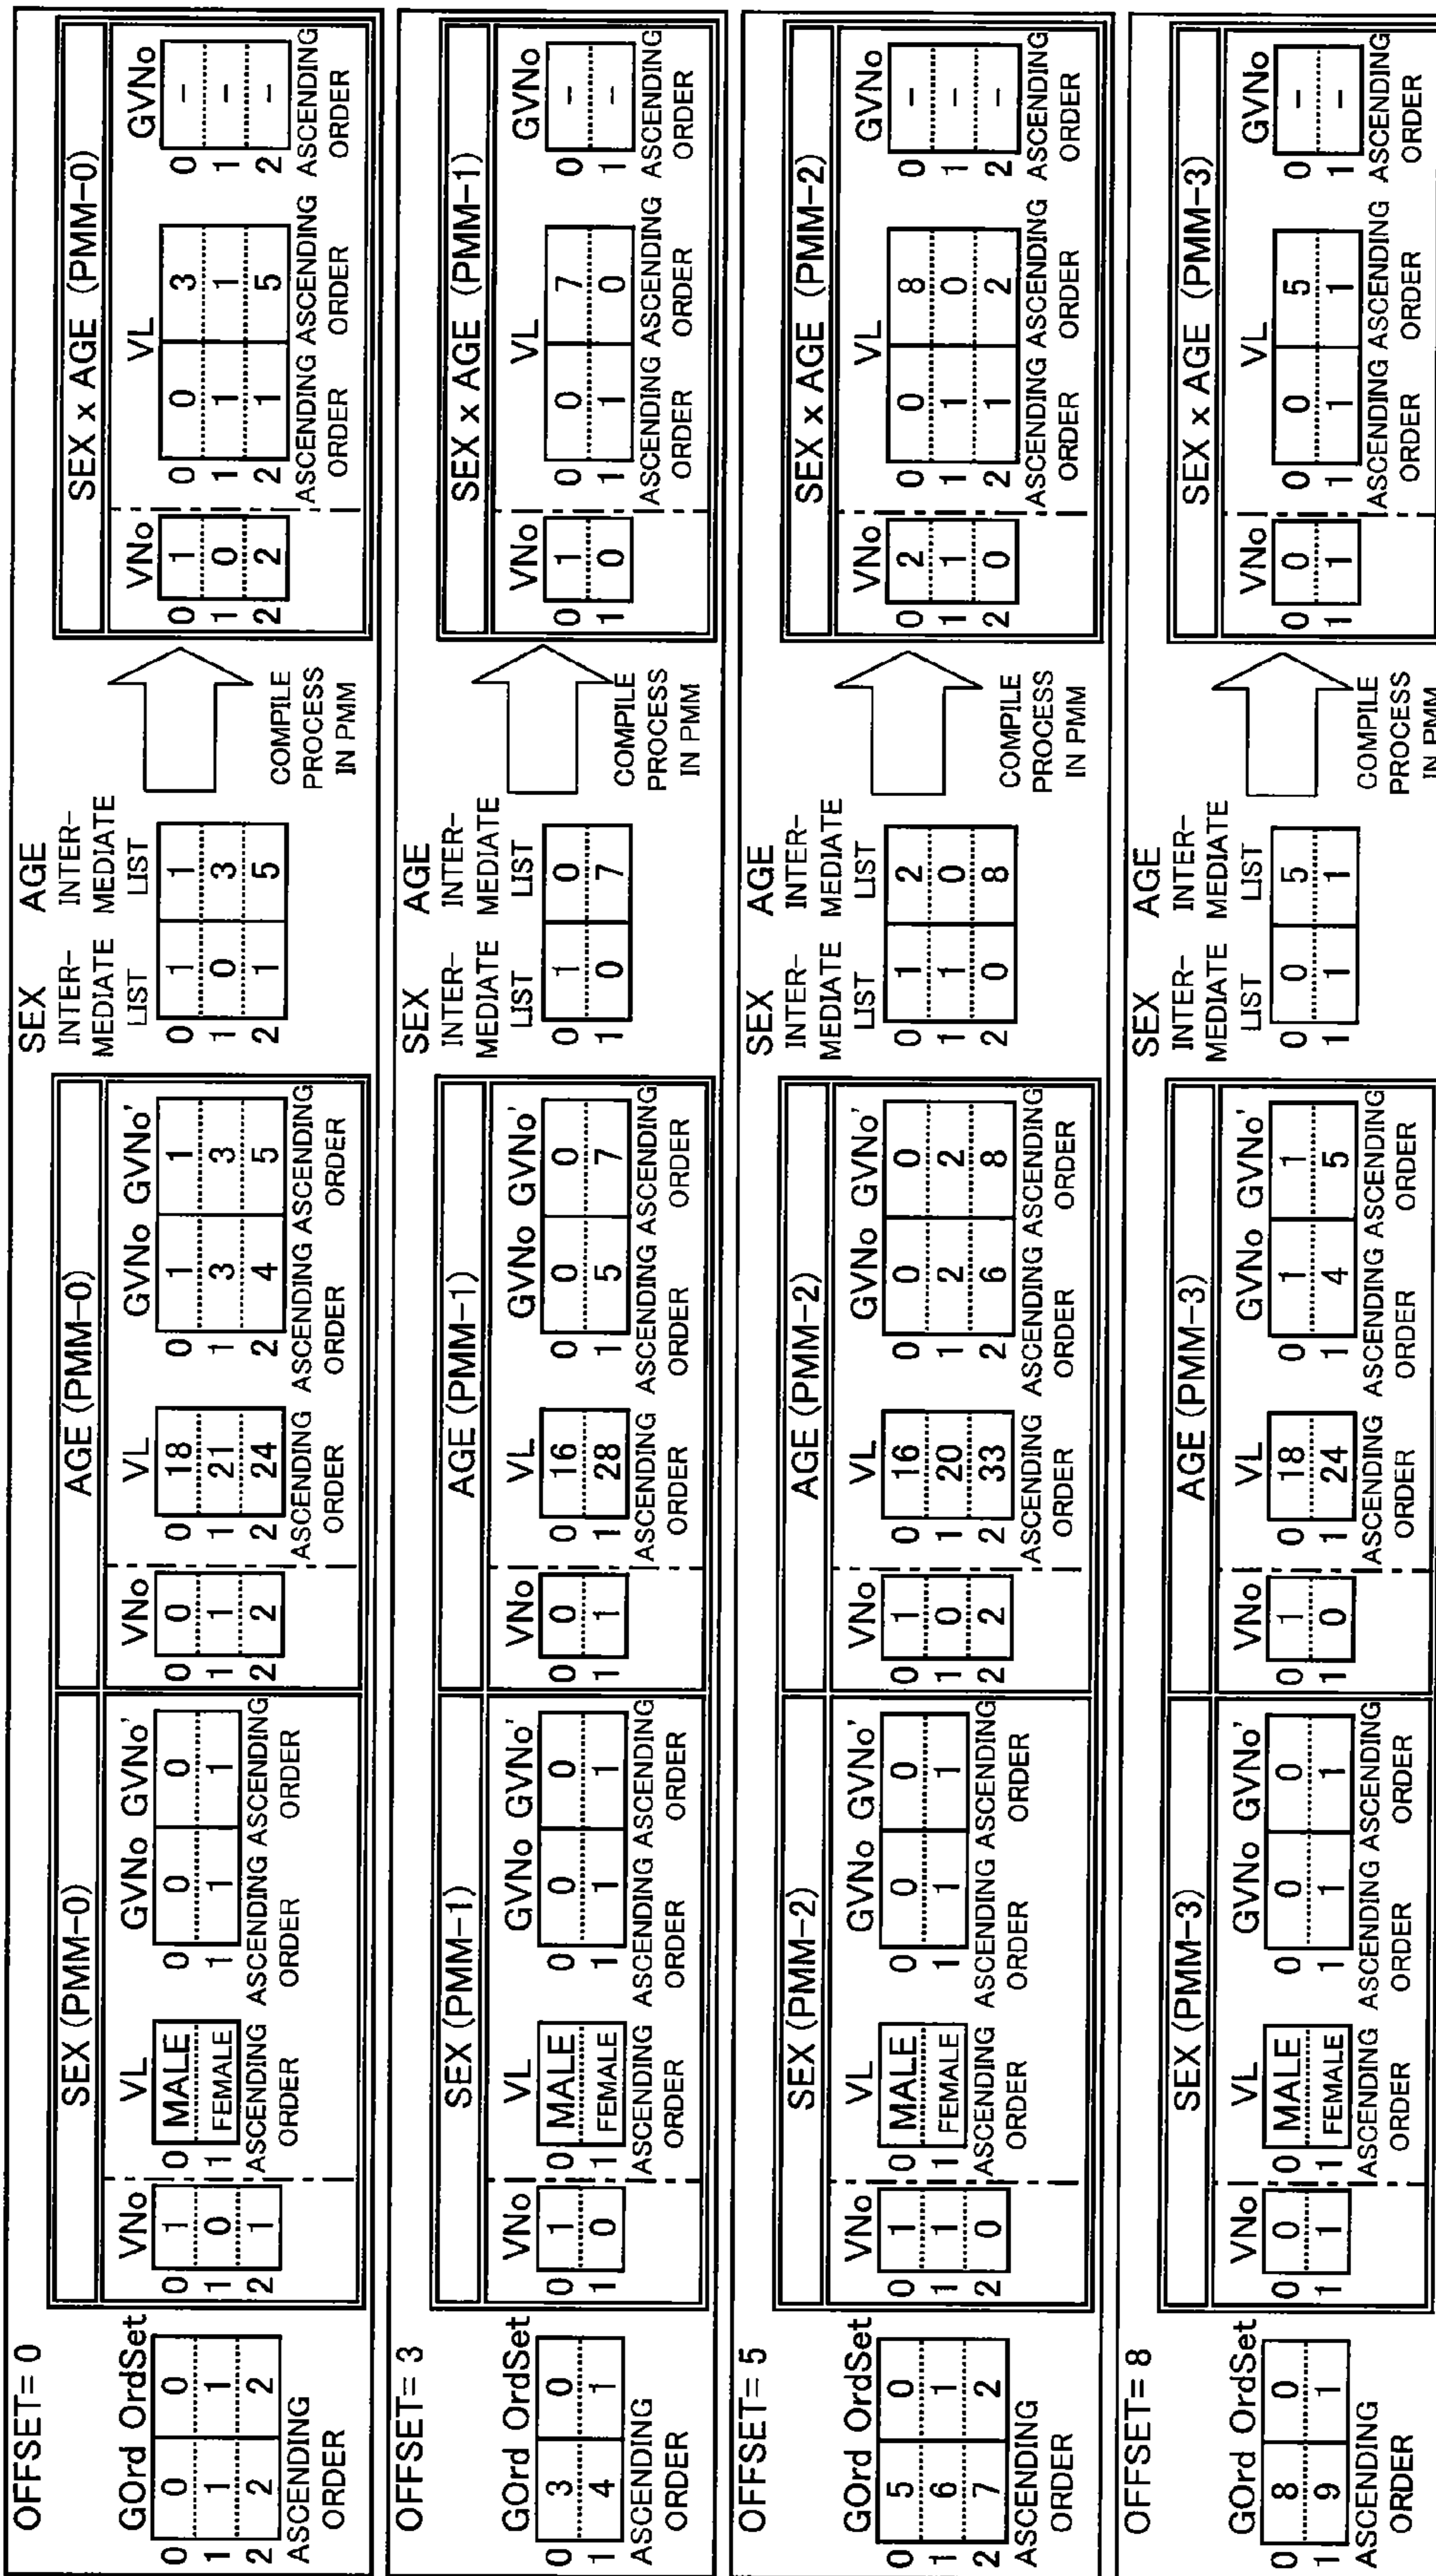 OFFSET= 0
GOrd OrdSet
0 0 0
1 1 1
2 2 2
ASCENDING
ORDER
SEX (PMM-0)
VNo VL GVNo GVNo'
0 1 0 MALE 0 0 0
1 0 1 FEMALE 1 1 1
2 1 ASCENDING ASCENDING ASCENDING
ORDER ORDER ORDER
AGE (PMM-0)
VNo VL GVNo GVNo'
0 0 0 18 0 1 1
1 1 1 21 1 3 3
2 2 2 24 2 4 5
ASCENDING ASCENDING ASCENDING
ORDER ORDER ORDER
SEX AGE
INTER- INTER-
MEDIATE MEDIATE
LIST LIST
0 1 1
1 0 3
2 1 5
COMPILE
PROCESS
IN PMM
SEX x AGE (PMM-0)
VNo VL GVNo
0 1 0 0 3 0 -
1 0 1 1 1 1 -
2 2 2 1 5 2 -
ASCENDING ASCENDING ASCENDING
ORDER ORDER ORDER
OFFSET= 3
GOrd OrdSet
0 3 0
1 4 1
ASCENDING
ORDER
SEX (PMM-1)
VNo VL GVNo GVNo'
0 1 0 MALE 0 0 0
1 0 1 FEMALE 1 1 1
ASCENDING ASCENDING ASCENDING
ORDER ORDER ORDER
AGE (PMM-1)
VNo VL GVNo GVNo'
0 0 0 16 0 0 0
1 1 1 28 1 5 7
ASCENDING ASCENDING ASCENDING
ORDER ORDER ORDER
SEX AGE
INTER- INTER-
MEDIATE MEDIATE
LIST LIST
0 1 0
1 0 7
COMPILE
PROCESS
IN PMM
SEX x AGE (PMM-1)
VNo VL GVNo
0 1 0 0 7 0 -
1 0 1 1 0 1 -
ASCENDING ASCENDING ASCENDING
ORDER ORDER ORDER
OFFSET= 5
GOrd OrdSet
0 5 0
1 6 1
2 7 2
ASCENDING
ORDER
SEX (PMM-2)
VNo VL GVNo GVNo'
0 1 0 MALE 0 0 0
1 1 1 FEMALE 1 1 1
2 0 ASCENDING ASCENDING ASCENDING
ORDER ORDER ORDER
AGE (PMM-2)
VNo VL GVNo GVNo'
0 1 0 16 0 0 0
1 0 1 20 1 2 2
2 2 2 33 2 6 8
ASCENDING ASCENDING ASCENDING
ORDER ORDER ORDER
SEX AGE
INTER- INTER-
MEDIATE MEDIATE
LIST LIST
0 1 2
1 1 0
2 0 8
COMPILE
PROCESS
IN PMM
SEX x AGE (PMM-2)
VNo VL GVNo
0 2 0 0 8 0 -
1 1 1 1 0 1 -
2 0 2 1 2 2 -
ASCENDING ASCENDING ASCENDING
ORDER ORDER ORDER
OFFSET= 8
GOrd OrdSet
0 8 0
1 9 1
ASCENDING
ORDER
SEX (PMM-3)
VNo VL GVNo GVNo'
0 0 0 MALE 0 0 0
1 1 1 FEMALE 1 1 1
ASCENDING ASCENDING ASCENDING
ORDER ORDER ORDER
AGE (PMM-3)
VNo VL GVNo GVNo'
0 1 0 18 0 1 1
1 0 1 24 1 4 5
ASCENDING ASCENDING ASCENDING
ORDER ORDER ORDER
SEX AGE
INTER- INTER-
MEDIATE MEDIATE
LIST LIST
0 0 5
1 1 1
COMPILE
PROCESS
IN PMM
SEX x AGE (PMM-3)
VNo VL GVNo
0 0 0 0 5 0 -
1 1 1 1 1 1 -
ASCENDING ASCENDING ASCENDING
ORDER ORDER ORDER